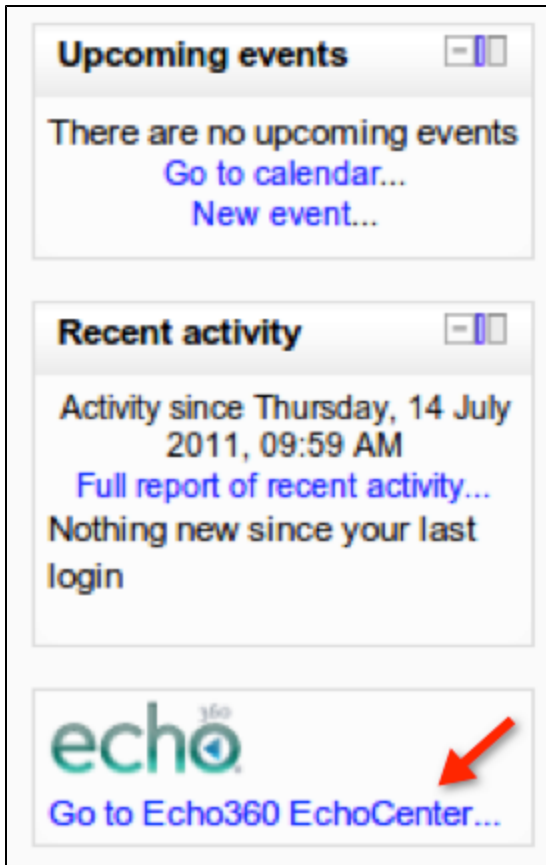 Upcoming events
There are no upcoming events
Go to calendar...
New event...
Recent activity
Activity since Thursday, 14 July
2011, 09:59 AM
Full report of recent activity...
Nothing new since your last
login
echo 360
Go to Echo360 EchoCenter...